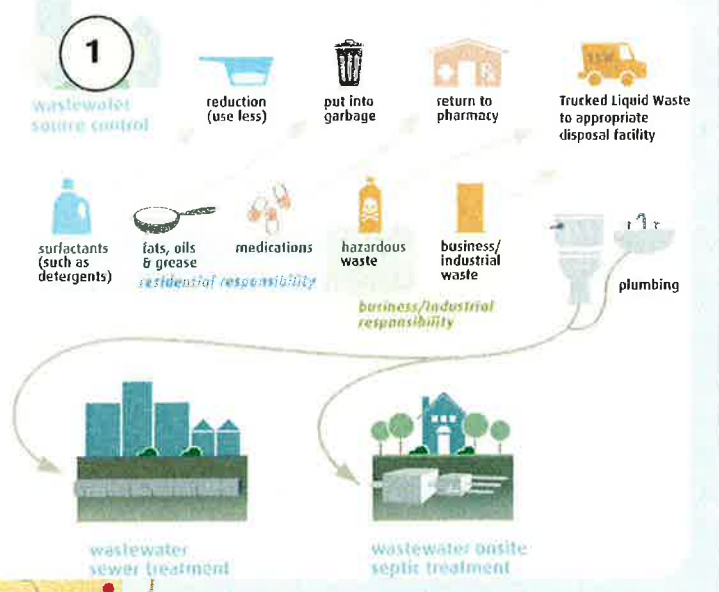 1
wastewater
source control
reduction
(use less)
put into
garbage
return to
pharmacy
Trucked Liquid Waste
to appropriate
disposal facility
surfactants
(such as
detergents)
fats, oils
& grease
medications
hazardous
waste
business/
industrial
waste
residential responsibility
business/industrial
responsibility
plumbing
wastewater
sewer treatment
wastewater onsite
septic treatment